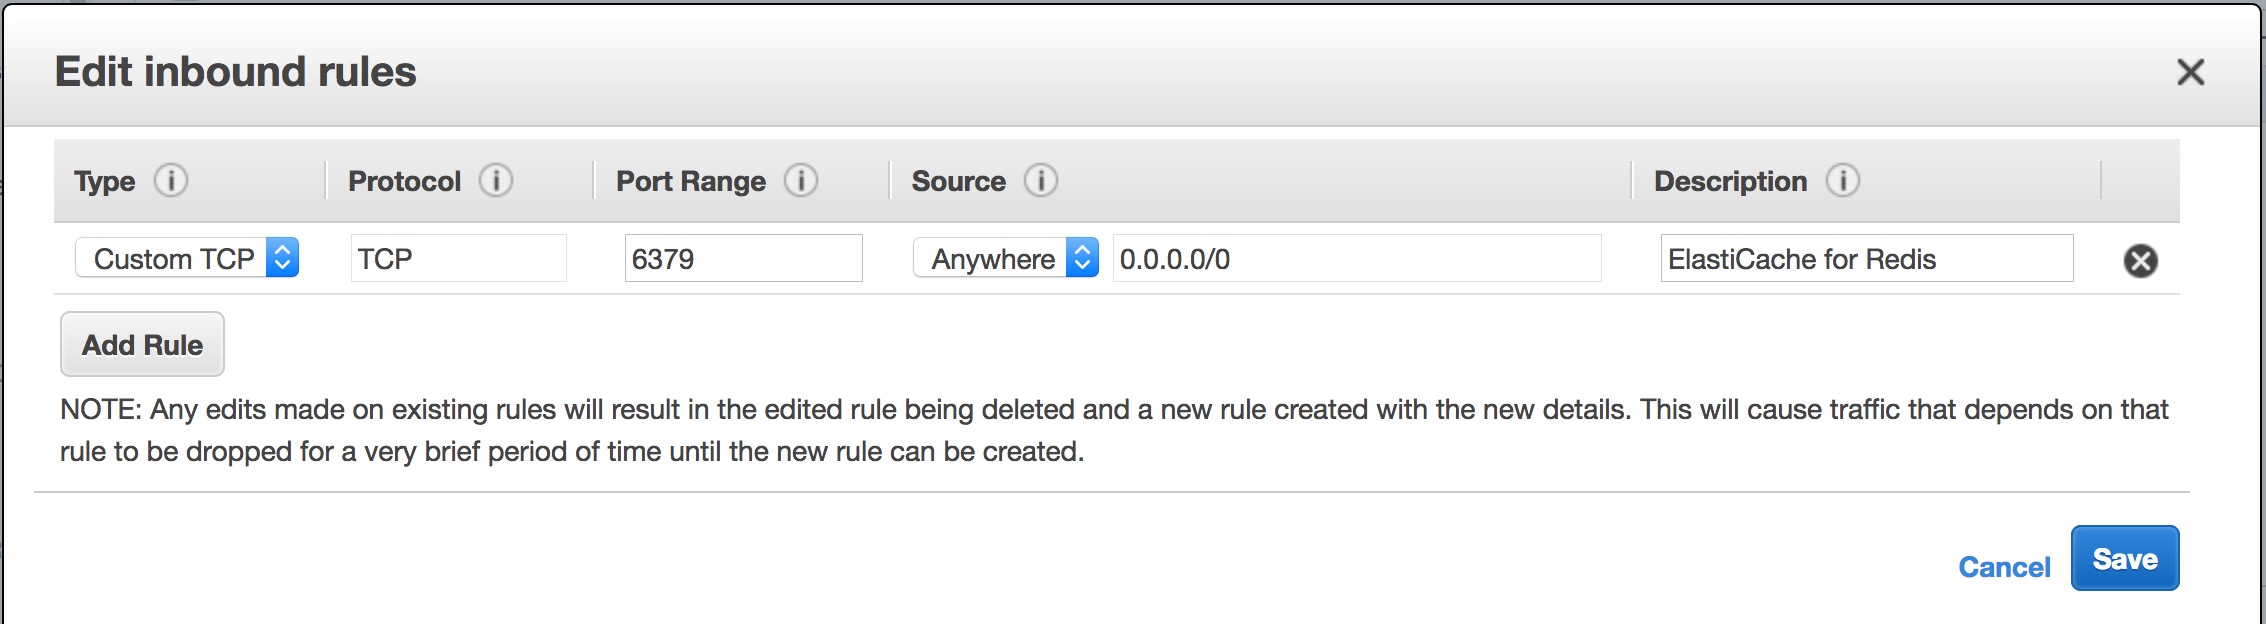 Edit inbound rules
Type Protocol Port Range Source Description
Custom TCP TCP 6379 Anywhere 0.0.0.0/0 ElastiCache for Redis
Add Rule
NOTE: Any edits made on existing rules will result in the edited rule being deleted and a new rule created with the new details. This will cause traffic that depends on that
rule to be dropped for a very brief period of time until the new rule can be created.
Cancel Save